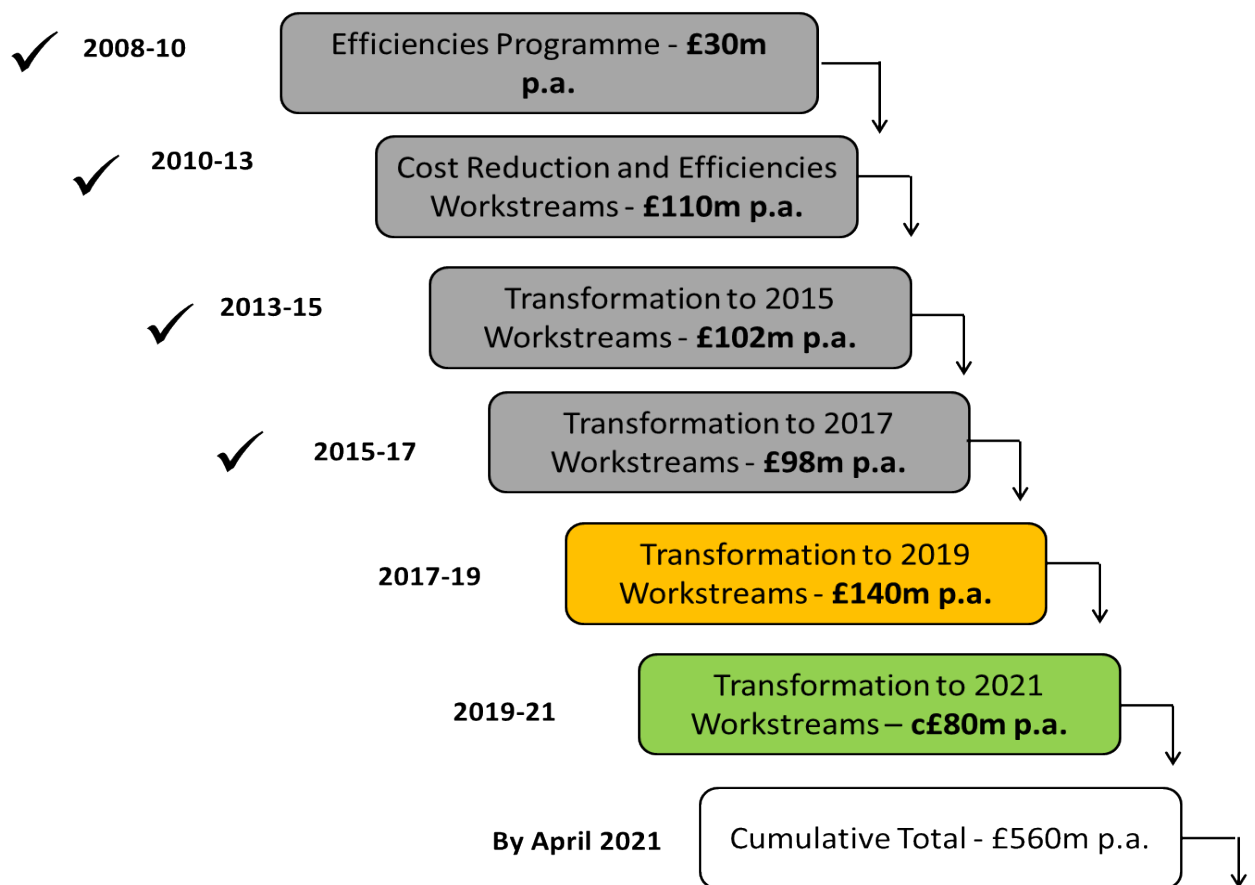 2008-10
Efficiencies Programme - £30m
p.a.
2010-13
Cost Reduction and Efficiencies
Workstreams - £110m p.a.
2013-15
Transformation to 2015
Workstreams - £102m p.a.
2015-17
Transformation to 2017
Workstreams - £98m p.a.
2017-19
Transformation to 2019
Workstreams - £140m p.a.
2019-21
Transformation to 2021
Workstreams – c£80m p.a.
By April 2021
Cumulative Total - £560m p.a.